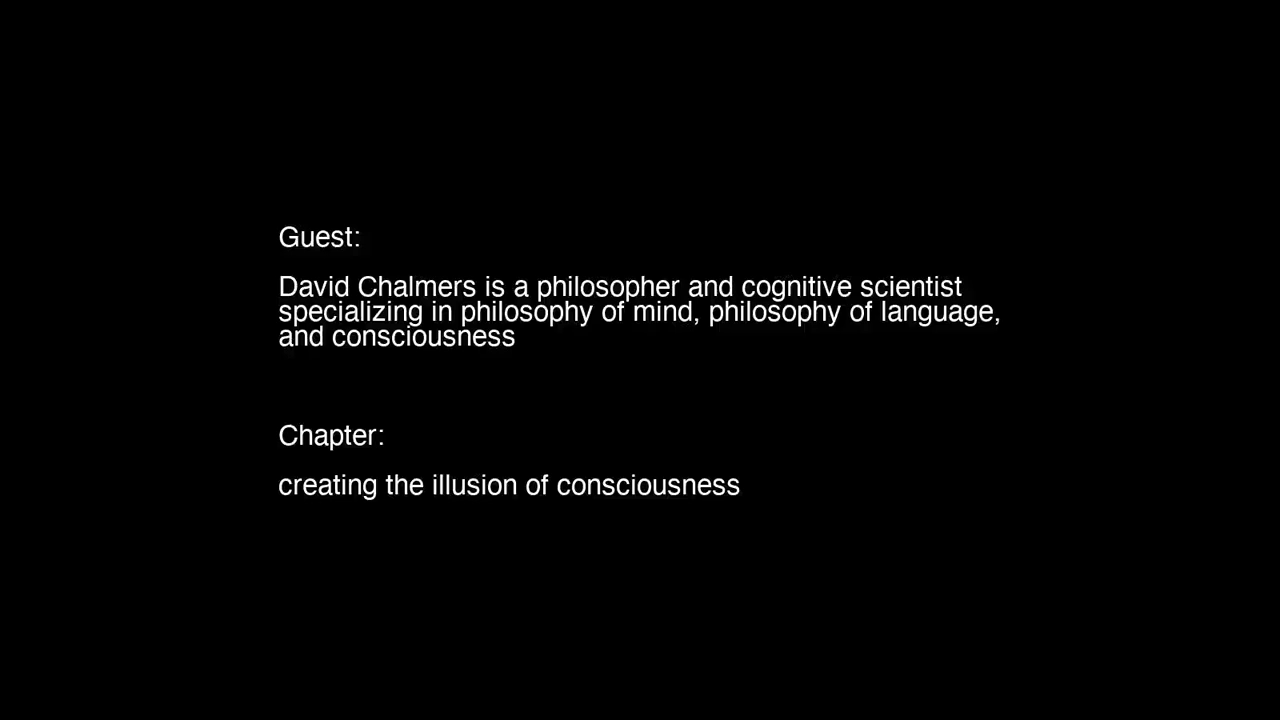 Guest:
David Chalmers is a philosopher and cognitive scientist
specializing in philosophy of mind, philosophy of language,
and consciousness
Chapter:
creating the illusion of consciousness